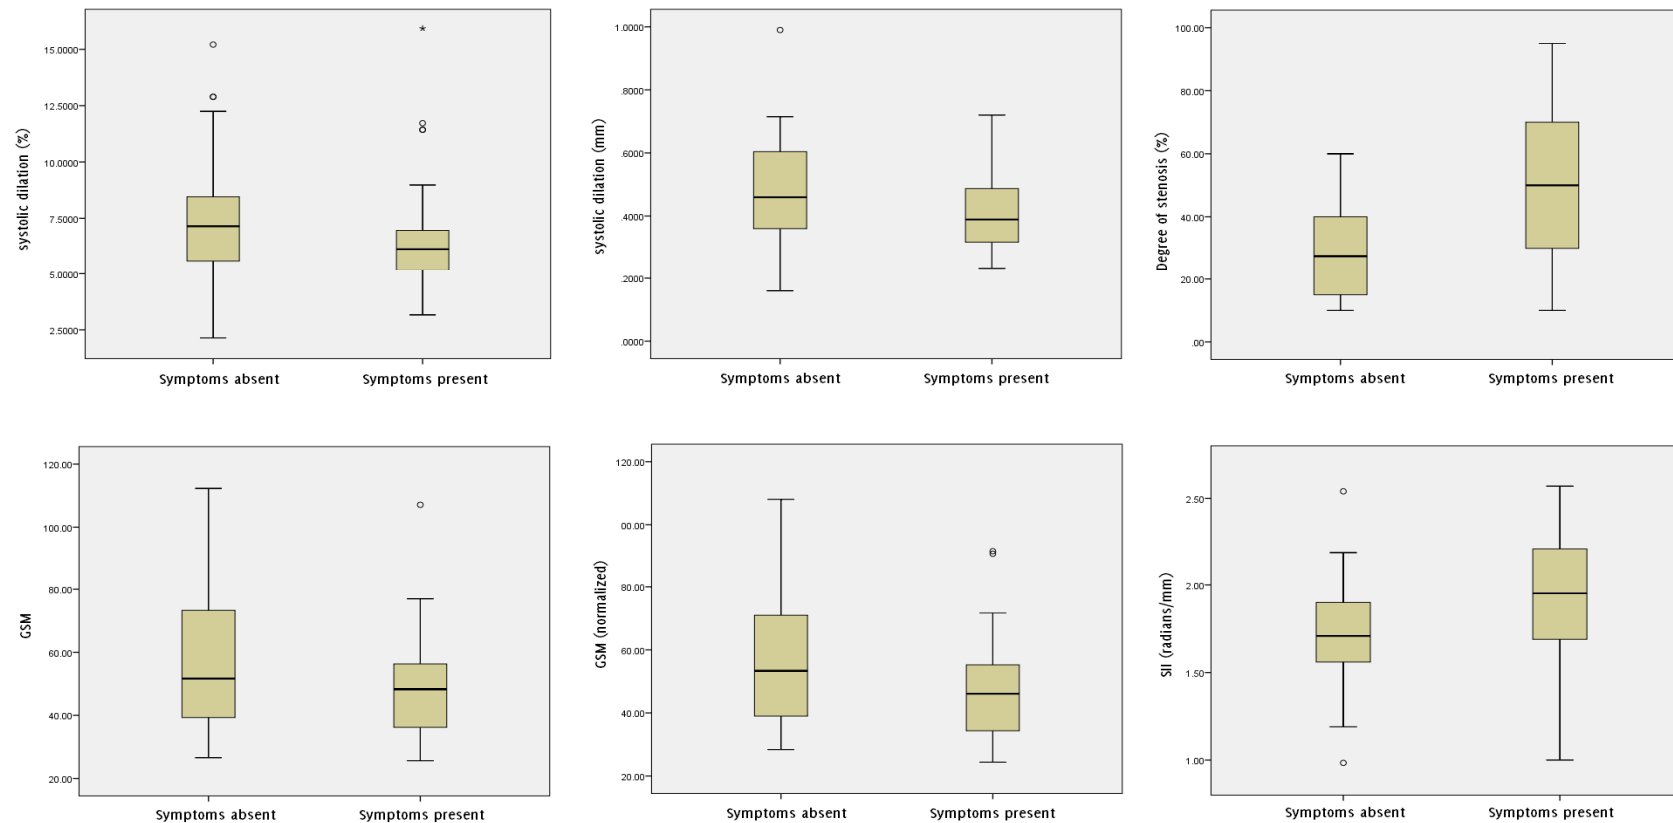 systolic dilation (%)
15.0000
12.5000
10.0000
7.5000
5.0000
2.5000
Symptoms absent
Symptoms present
systolic dilation (mm)
1.0000
.8000
.6000
.4000
.2000
.0000
Symptoms absent
Symptoms present
Degree of stenosis (%)
100.00
80.00
60.00
40.00
20.00
.00
Symptoms absent
Symptoms present
GSM
120.00
100.00
80.00
60.00
40.00
20.00
Symptoms absent
Symptoms present
GSM (normalized)
120.00
00.00
80.00
60.00
40.00
20.00
Symptoms absent
Symptoms present
SII (radians/mm)
2.50
2.00
1.50
1.00
Symptoms absent
Symptoms present